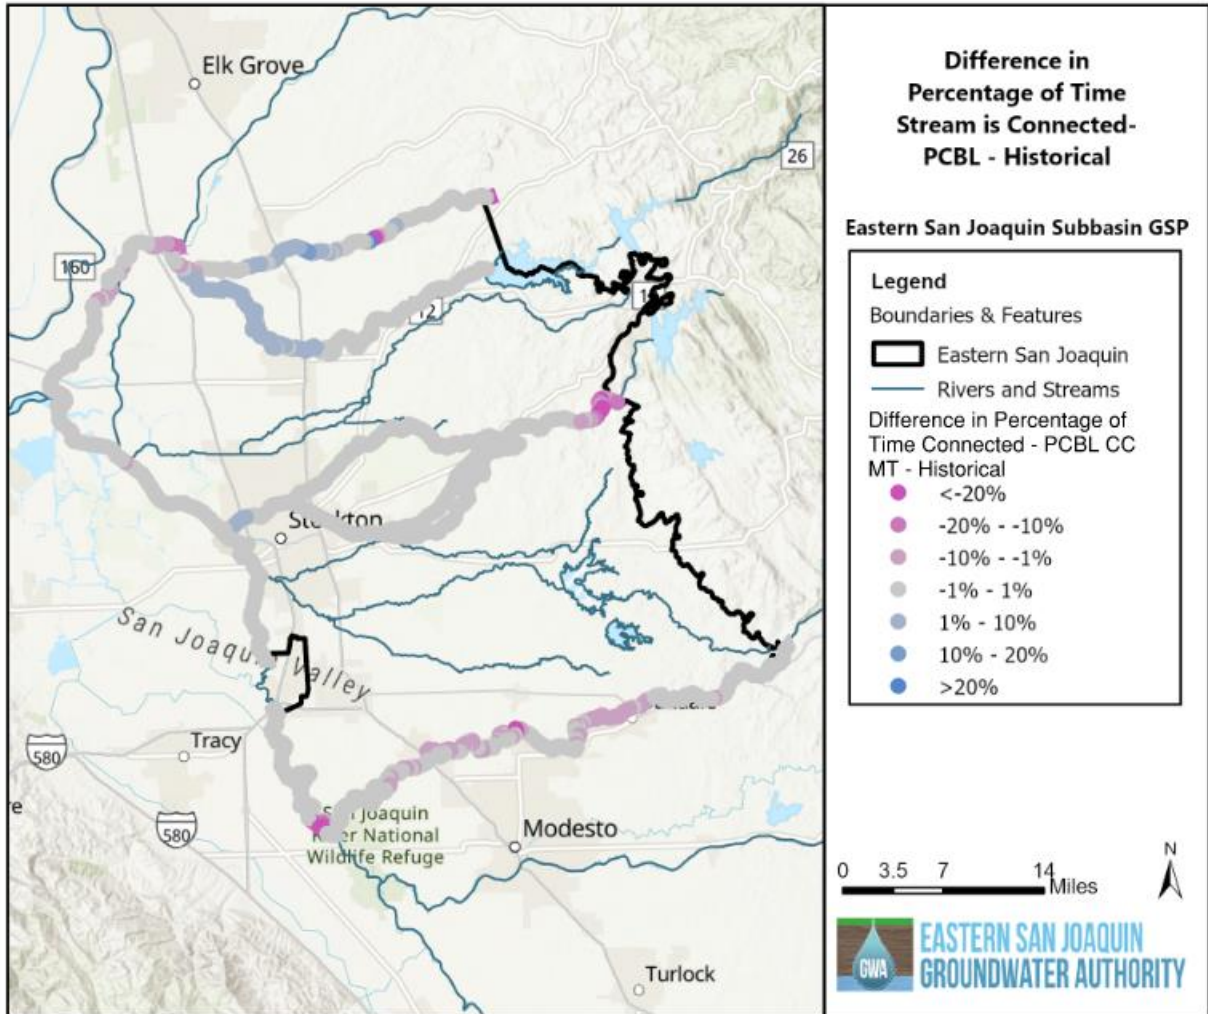 Elk Grove
26
160
12
1
Stockton
San Joaquin Valley
Tracy
580
580
San Joaquin
River National
Wildlife Refuge
Modesto
Turlock
re
Difference in
Percentage of Time
Stream is Connected-
PCBL - Historical
Eastern San Joaquin Subbasin GSP
Legend
Boundaries & Features
Eastern San Joaquin
Rivers and Streams
Difference in Percentage of
Time Connected - PCBL CC
MT - Historical
<-20%
-20% - -10%
-10% - -1%
-1% - 1%
1% - 10%
10% - 20%
>20%
N
0 3.5 7 14
Miles
GWA
EASTERN SAN JOAQUIN
GROUNDWATER AUTHORITY